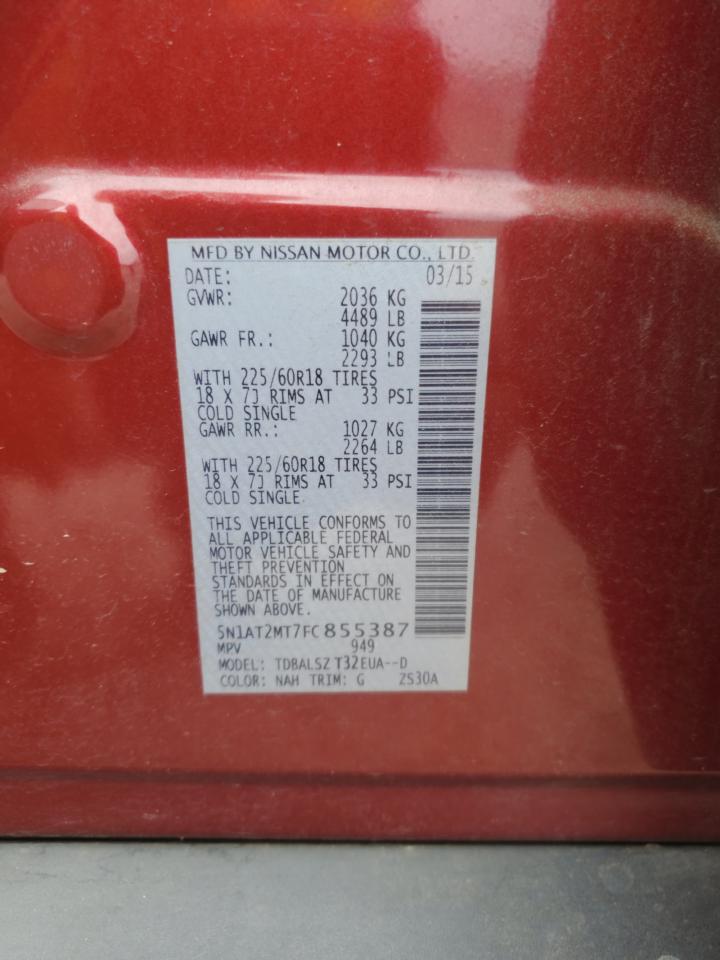 MFD BY NISSAN MOTOR CO., LTD.
DATE: 03/15
GVWR: 2036 KG
4489 LB
GAWR FR.: 1040 KG
2293 LB
WITH 225/60R18 TIRES
18 X 7J RIMS AT 33 PSI
COLD SINGLE
GAWR RR.: 1027 KG
2264 LB
WITH 225/60R18 TIRES
18 X 7J RIMS AT 33 PSI
COLD SINGLE
THIS VEHICLE CONFORMS TO
ALL APPLICABLE FEDERAL
MOTOR VEHICLE SAFETY AND
THEFT PREVENTION
STANDARDS IN EFFECT ON
THE DATE OF MANUFACTURE
SHOWN ABOVE.
5N1AT2MT7FC855387
MPV 949
MODEL: TDBALSZ T32EUA--D
COLOR: NAH TRIM: G ZS30A